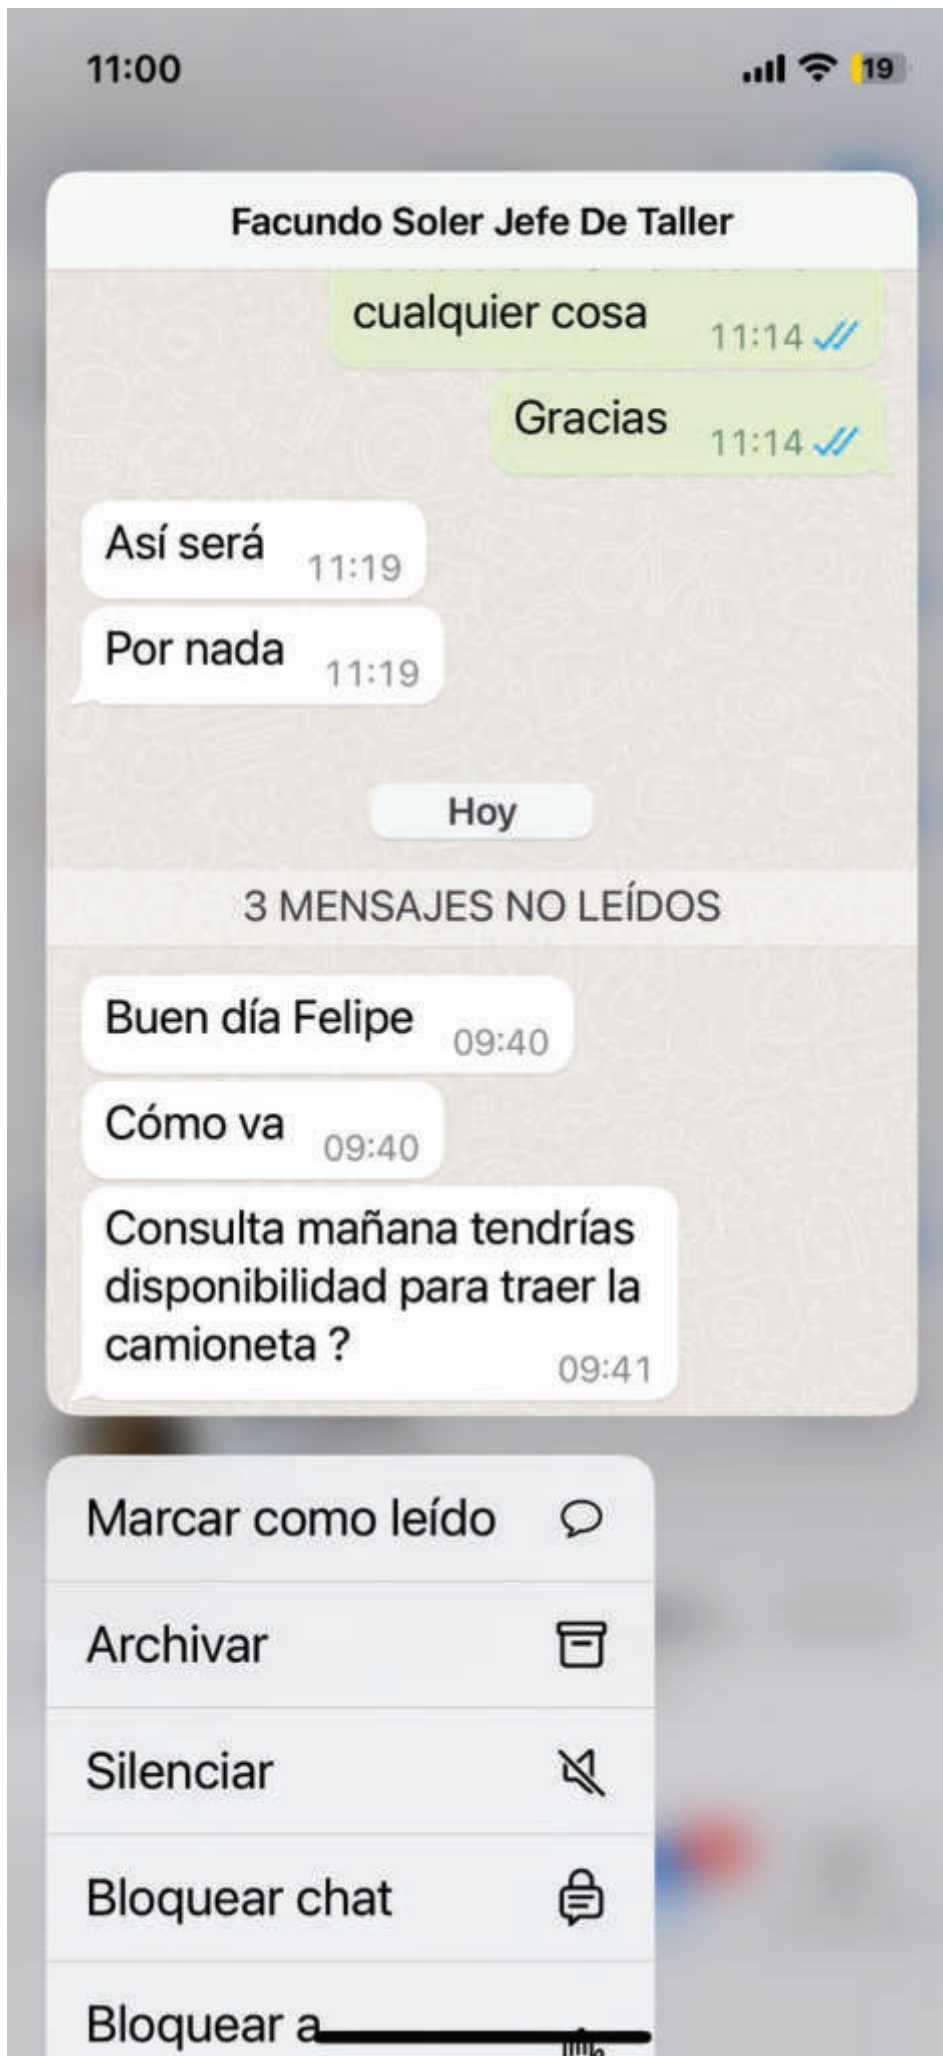 11:00
19
Facundo Soler Jefe De Taller
cualquier cosa
11:14
Gracias
11:14
Así será
11:19
Por nada
11:19
Hoy
3 MENSAJES NO LEÍDOS
Buen día Felipe
09:40
Cómo va
09:40
Consulta mañana tendrías
disponibilidad para traer la
camioneta ?
09:41
Marcar como leído
Archivar
Silenciar
Bloquear chat
Bloquear a